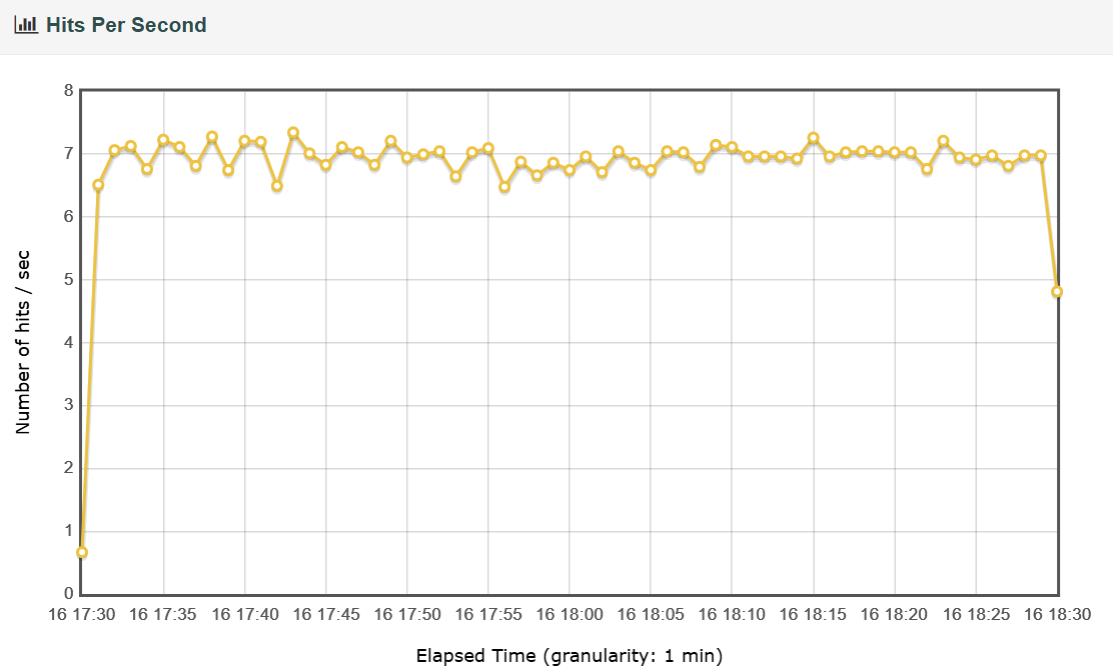 Hits Per Second
Number of hits / sec
8
7
6
5
4
3
2
1
0
16 17:30 16 17:35 16 17:40 16 17:45 16 17:50 16 17:55 16 18:00 16 18:05 16 18:10 16 18:15 16 18:20 16 18:25 16 18:30
Elapsed Time (granularity: 1 min)